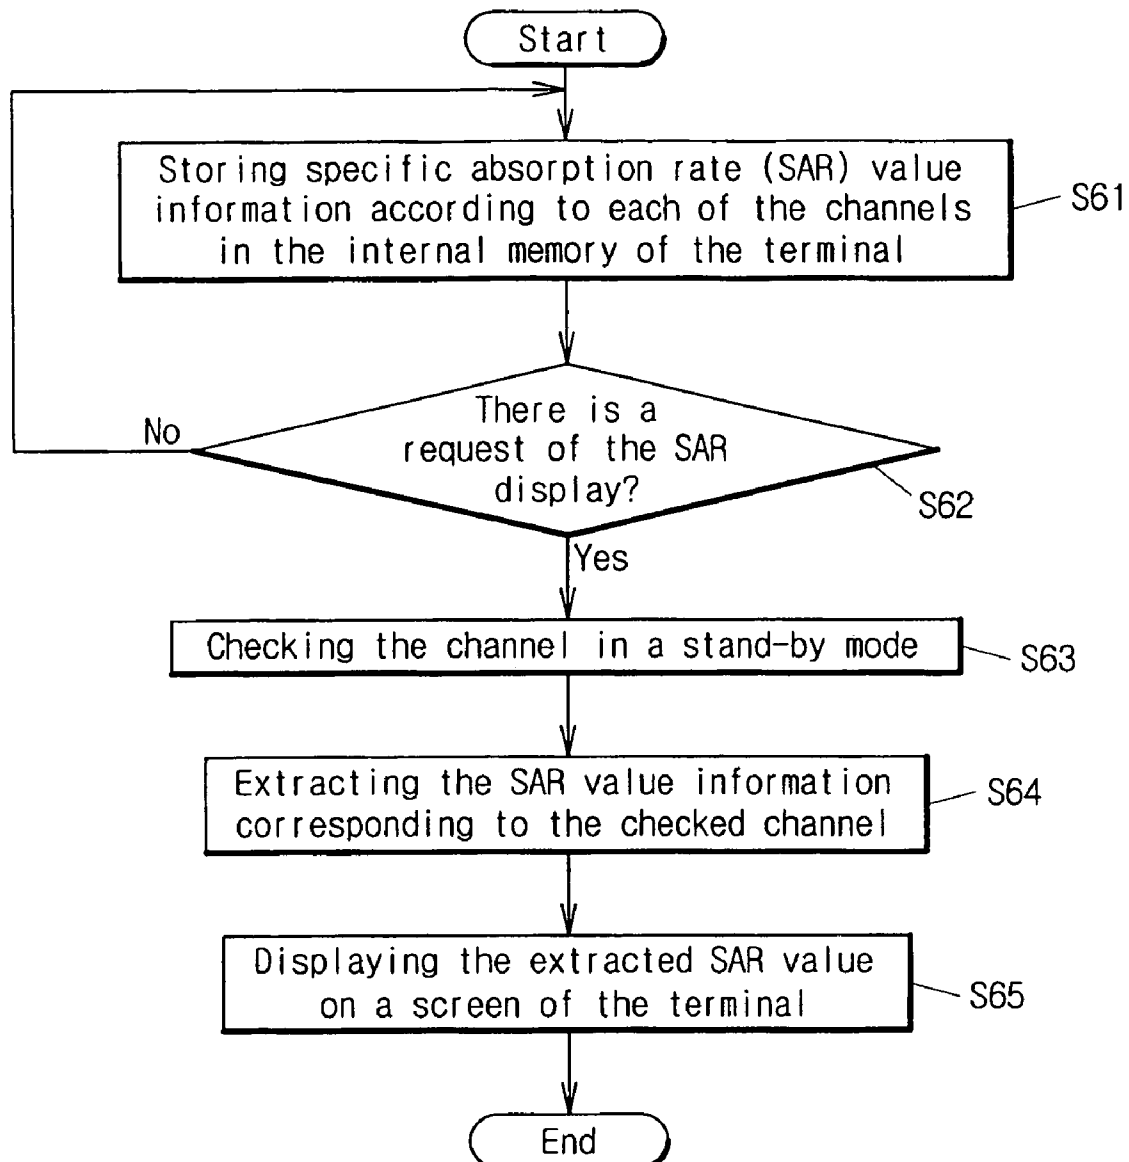 Start
Storing specific absorption rate (SAR) value
information according to each of the channels
in the internal memory of the terminal
S61
There is a
request of the SAR
display?
No
S62
Yes
Checking the channel in a stand-by mode
S63
Extracting the SAR value information
corresponding to the checked channel
S64
Displaying the extracted SAR value
on a screen of the terminal
S65
End